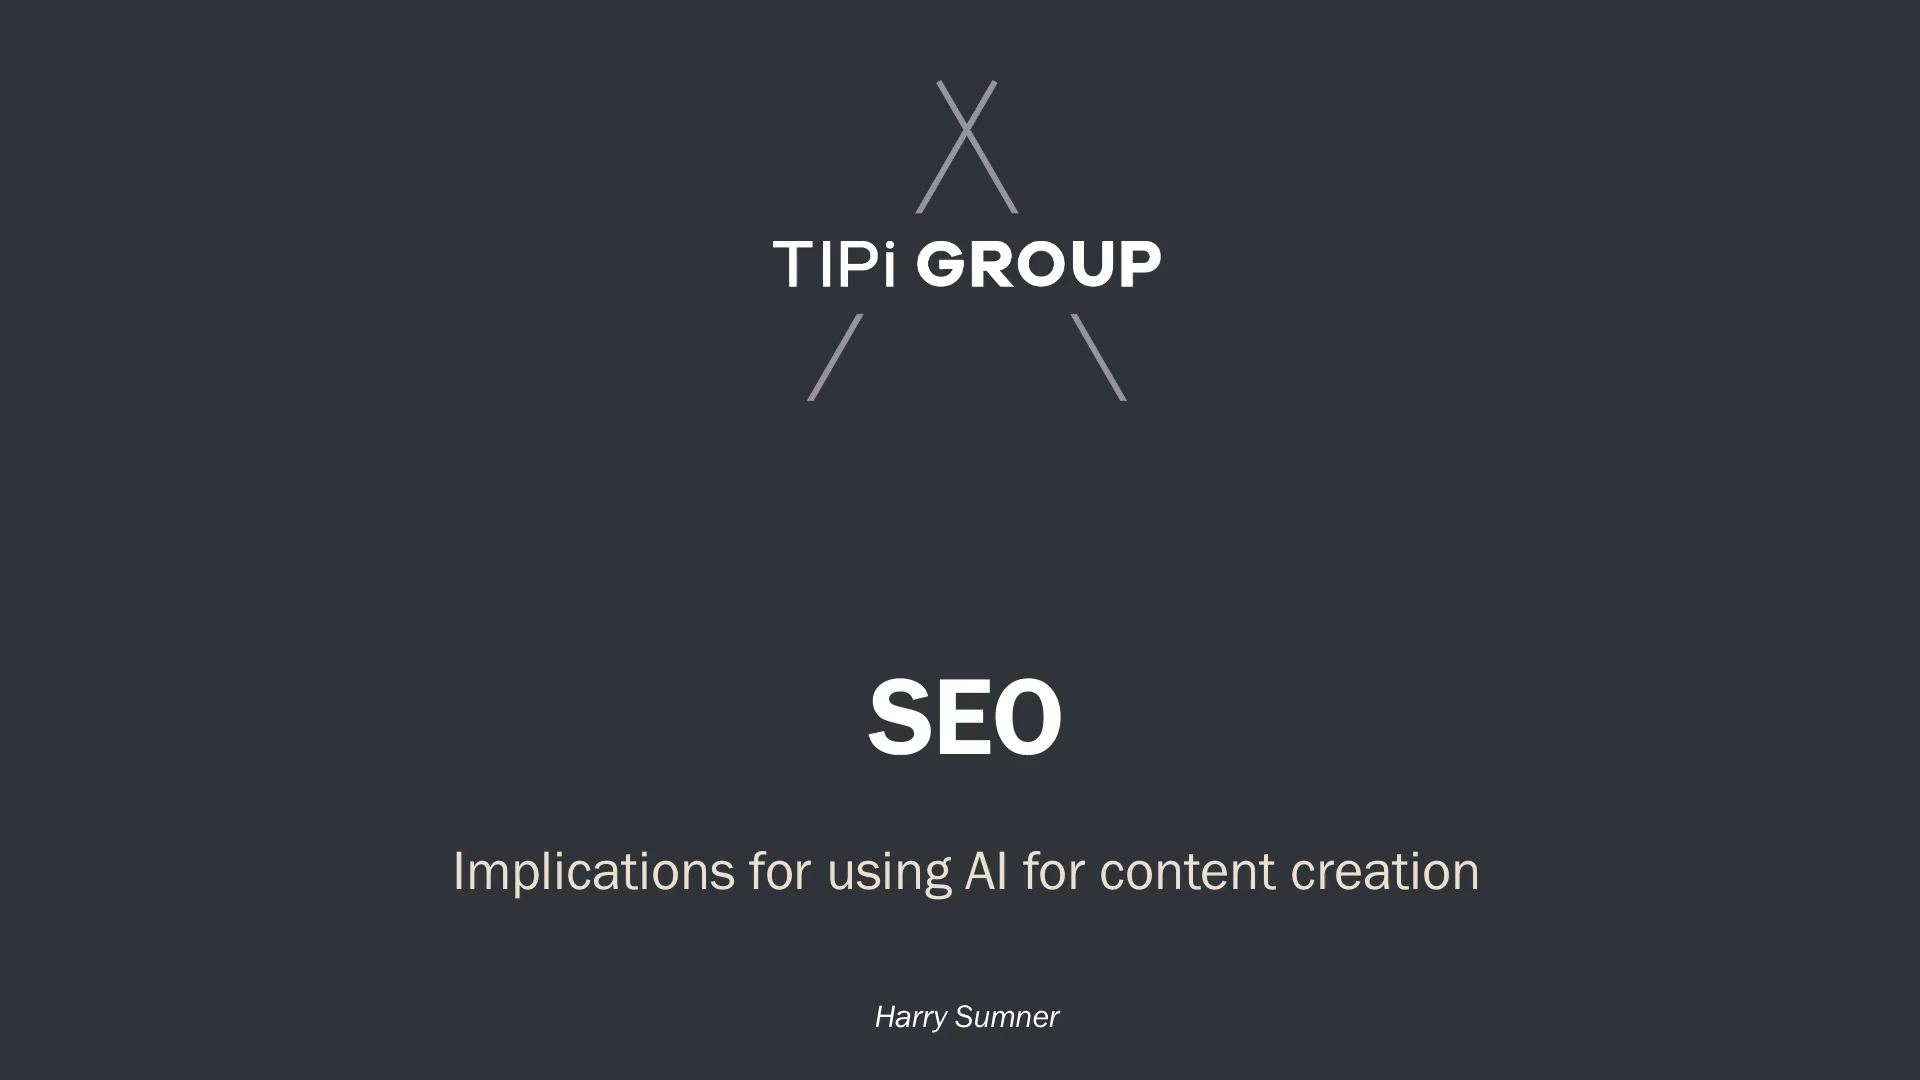 TIPi GROUP
SEO
Implications for using AI for content creation
Harry Sumner